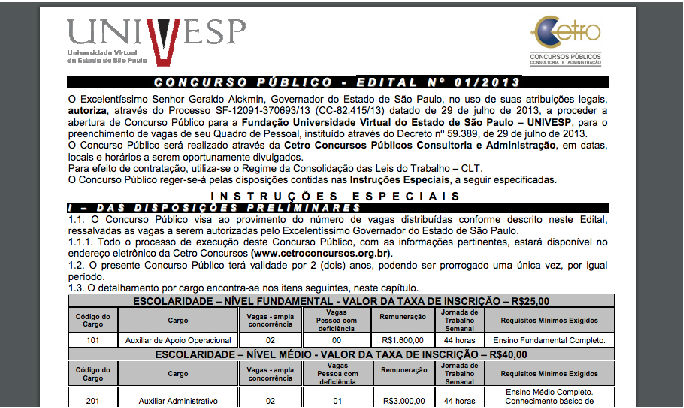 UNIVESP
Universidade Virtual
do Estado de São Paulo
Cetro
CONCURSOS PÚBLICOS
CONSULTORIA E ADMINISTRAÇÃO
CONCURSO PÚBLICO - EDITAL Nº 01/2013
O Excelentíssimo Senhor Geraldo Alckmin, Governador do Estado de São Paulo, no uso de suas atribuições legais,
autoriza, através do Processo SF-12091-370693/13 (CC-82.415/13) datado de 29 de julho de 2013, a proceder a
abertura de Concurso Público para a Fundação Universidade Virtual do Estado de São Paulo – UNIVESP, para o
preenchimento de vagas de seu Quadro de Pessoal, instituído através do Decreto nº 59.389, de 29 de julho de 2013.
O Concurso Público será realizado através da Cetro Concursos Públicos Consultoria e Administração, em catas,
locais e horários a serem oportunamente divulgados.
Para efeito de contratação, utiliza-se o Regime da Consolidação das Leis do Trabalho – CLT.
O Concurso Público reger-se-á pelas disposições contidas nas Instruções Especiais, a seguir especificadas.
INSTRUÇÕES ESPECIAIS
I – DAS DISPOSIÇÕES PRELIMINARES
1.1. O Concurso Público visa ao provimento do número de vagas distribuídas conforme descrito neste Edital,
ressalvadas as vagas a serem autorizadas pelo Excelentíssimo Governador do Estado de São Paulo.
1.1.1. Todo o processo de execução deste Concurso Público, com as informações pertinentes, estará disponível no
endereço eletrônico da Cetro Concursos (www.cetroconcursos.org.br).
1.2. O presente Concurso Público terá validade por 2 (dois) anos, podendo ser prorrogado uma única vez, por igual
período.
1.3. O detalhamento por cargo encontra-se nos itens seguintes, neste capítulo.
ESCOLARIDADE – NÍVEL FUNDAMENTAL - VALOR DA TAXA DE INSCRIÇÃO – R$25,00
Código do Cargo Cargo Vagas - ampla concorrência Vagas Pessoa com deficiência Remuneração Jornada de Trabalho Semanal Requisitos Mínimos Exigidos
101 Auxiliar de Apoio Operacional 02 00 R$1.800,00 44 horas Ensino Fundamental Completo.
ESCOLARIDADE – NÍVEL MÉDIO - VALOR DA TAXA DE INSCRIÇÃO – R$40,00
Código do Cargo Cargo Vagas - ampla concorrência Vagas Pessoa com deficiência Remuneração Jornada de Trabalho Semanal Requisitos Mínimos Exigidos
201 Auxiliar Administrativo 02 01 R$3.000,00 44 horas Ensino Médio Completo.
Conhecimento básico de